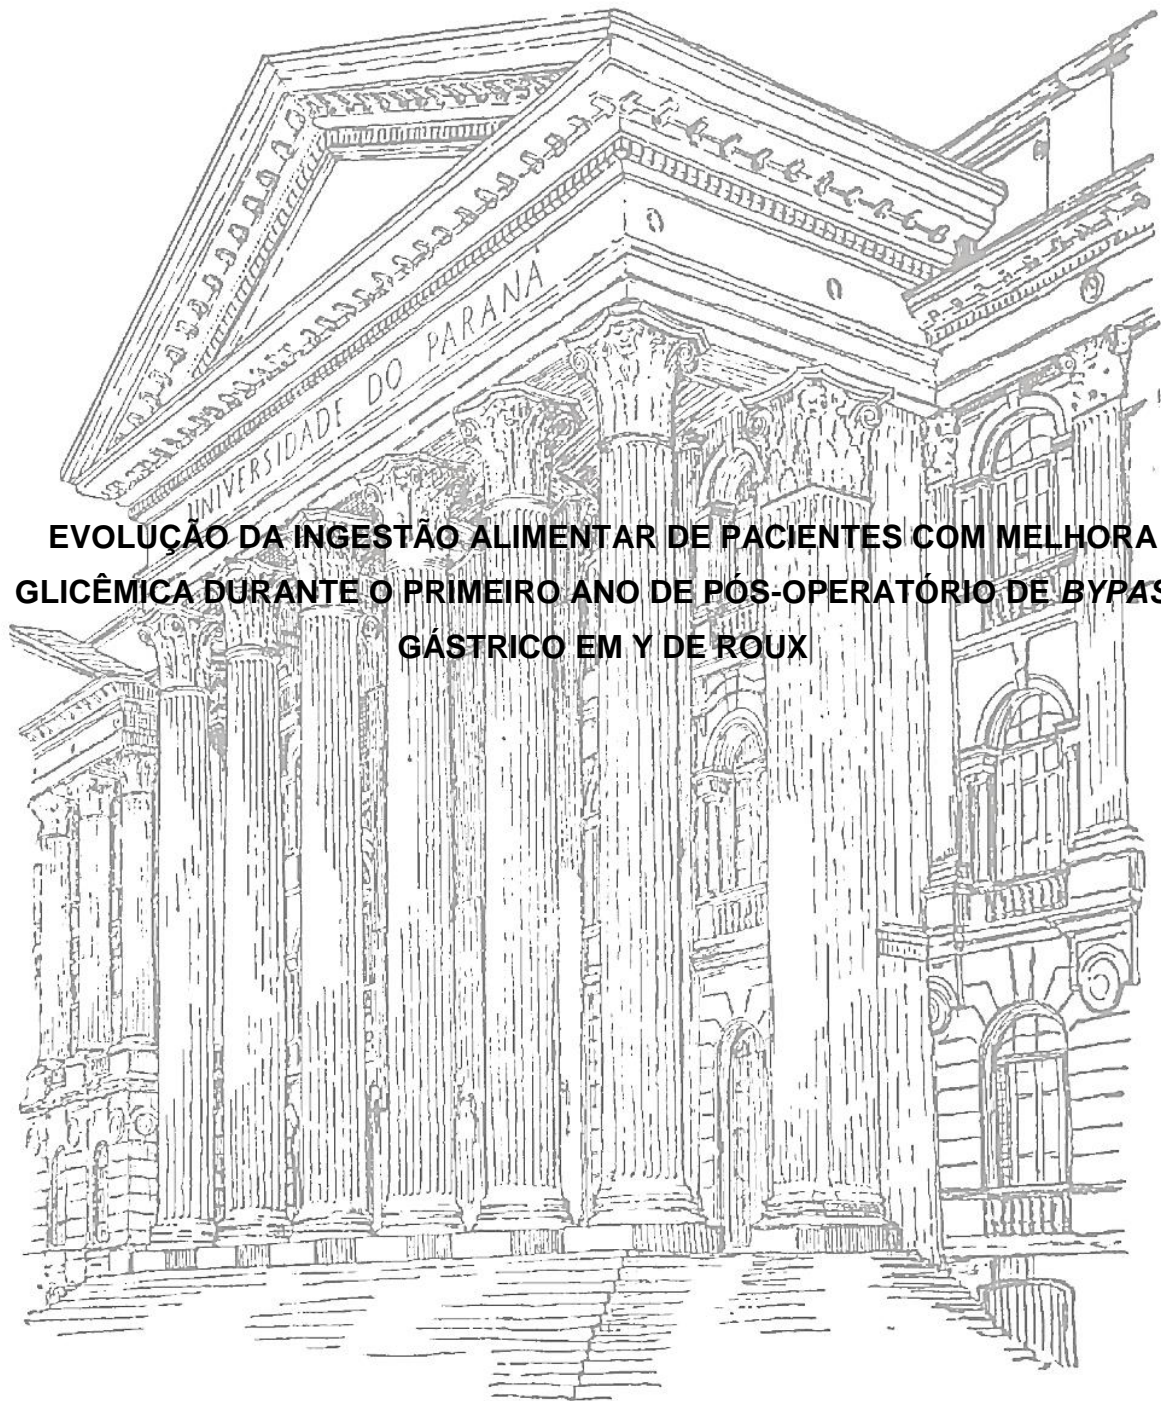 UNIVERSIDADE DO PARANÁ
EVOLUÇÃO DA INGESTÃO ALIMENTAR DE PACIENTES COM MELHORA
GLICÊMICA DURANTE O PRIMEIRO ANO DE PÓS-OPERATÓRIO DE BYPAS
GÁSTRICO EM Y DE ROUX